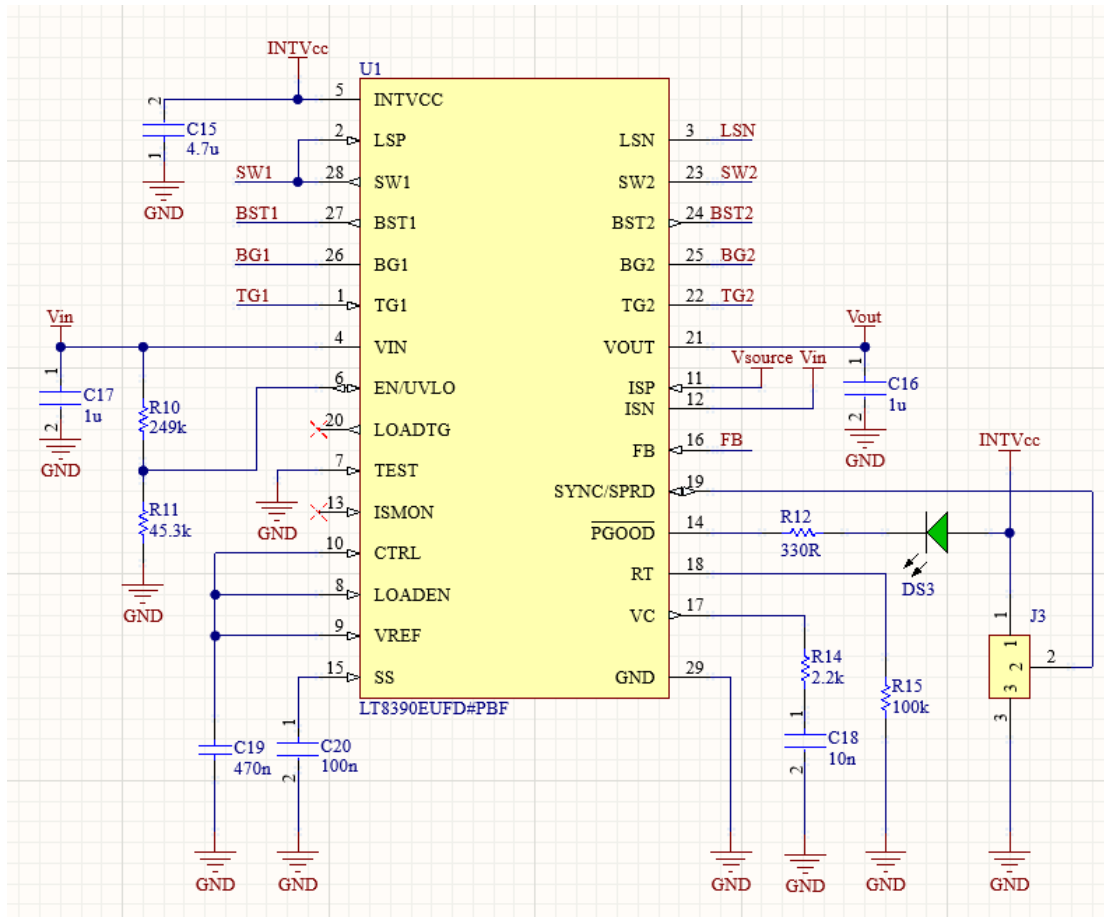 INTVcc
U1
5
INTVCC
2
C15
4.7u
1
GND
2
LSP
LSN
3
LSN
SW1
28
SW1
SW2
23
SW2
BST1
27
BST1
BST2
24
BST2
BG1
26
BG1
BG2
25
BG2
TG1
1
TG1
TG2
22
TG2
Vin
4
VIN
VOUT
21
Vout
Vsource
Vin
1
C17
1u
2
GND
6
EN/UVLO
ISP
11
ISN
12
1
C16
1u
2
GND
R10
249k
20
LOADTG
FB
16
FB
INTVcc
7
TEST
GND
SYNC/SPRD
19
R11
45.3k
GND
13
ISMON
PGOOD
14
R12
330R
DS3
10
CTRL
RT
18
8
LOADEN
VC
17
9
VREF
R14
2.2k
1
J3
1
2
2
3
3
15
SS
GND
29
R15
100k
LT8390EUFD#PBF
C19
470n
1
C20
100n
2
1
C18
10n
2
GND
GND
GND
GND
GND
GND